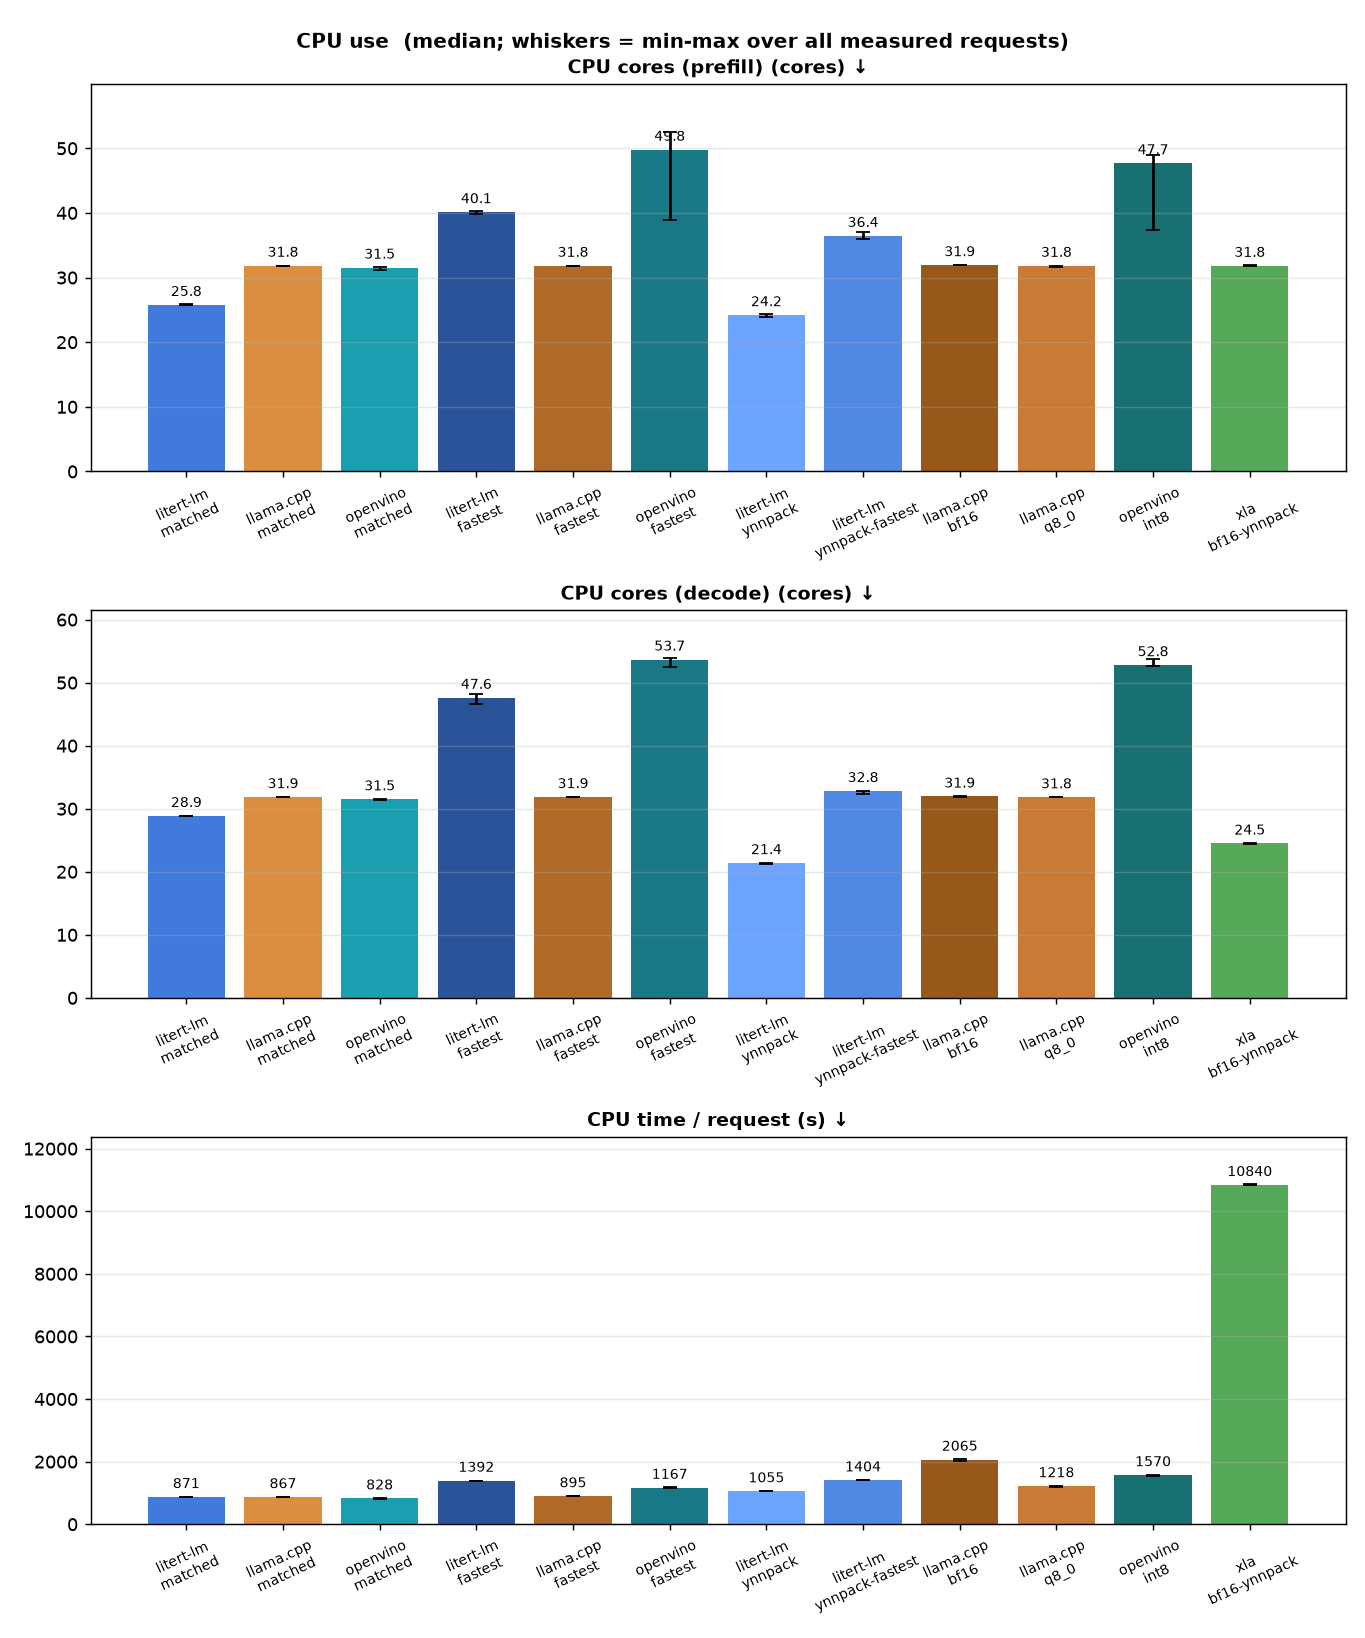 CPU use  (median; whiskers = min-max over all measured requests)
CPU cores (prefill) (cores) ↓
50
40
30
20
10
0
25.8
31.8
31.5
40.1
31.8
49.8
24.2
36.4
31.9
31.8
47.7
31.8
litert-lm
matched
llama.cpp
matched
openvino
matched
litert-lm
fastest
llama.cpp
fastest
openvino
fastest
litert-lm
ynnpack
litert-lm
ynnpack-fastest
llama.cpp
bf16
llama.cpp
q8_0
openvino
int8
xla
bf16-ynnpack
CPU cores (decode) (cores) ↓
60
50
40
30
20
10
0
28.9
31.9
31.5
47.6
31.9
53.7
21.4
32.8
31.9
31.8
52.8
24.5
litert-lm
matched
llama.cpp
matched
openvino
matched
litert-lm
fastest
llama.cpp
fastest
openvino
fastest
litert-lm
ynnpack
litert-lm
ynnpack-fastest
llama.cpp
bf16
llama.cpp
q8_0
openvino
int8
xla
bf16-ynnpack
CPU time / request (s) ↓
12000
10000
8000
6000
4000
2000
0
871
867
828
1392
895
1167
1055
1404
2065
1218
1570
10840
litert-lm
matched
llama.cpp
matched
openvino
matched
litert-lm
fastest
llama.cpp
fastest
openvino
fastest
litert-lm
ynnpack
litert-lm
ynnpack-fastest
llama.cpp
bf16
llama.cpp
q8_0
openvino
int8
xla
bf16-ynnpack